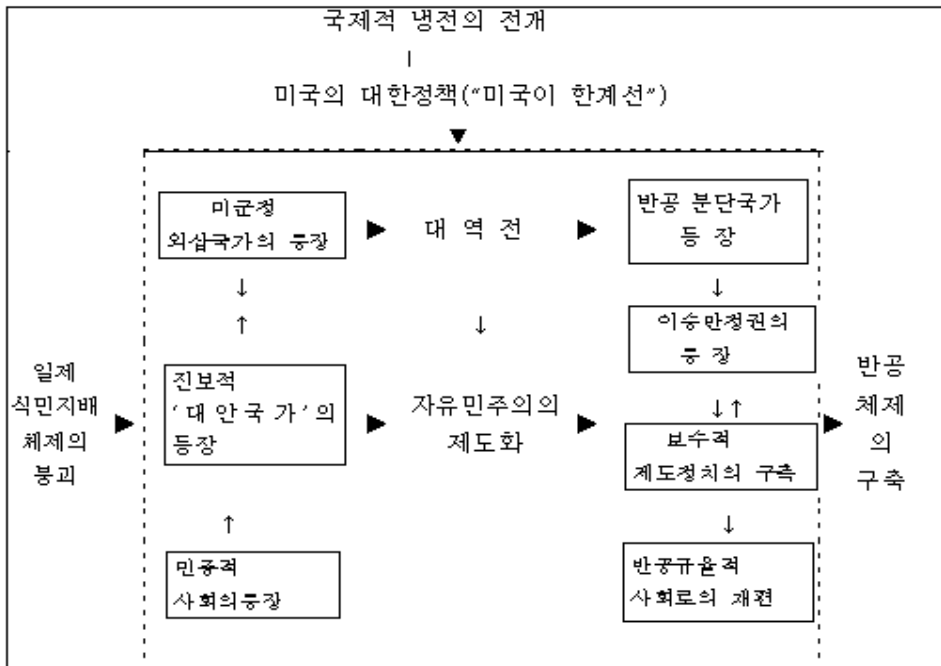 국제적 냉전의 전개
미국의 대한정책("미국이 한계선")
미군정
외삽국가의 등장
대 역 전
반공 분단국가
등 장
이승만정권의
등 장
일제
식민지배
체제의
붕괴
진보적
'대 안 국 가' 의
등장
자유민주의의
제도화
보수적
제도정치의 구축
반공
체제
의
구축
민중적
사회의등장
반공규율적
사회로의 재편